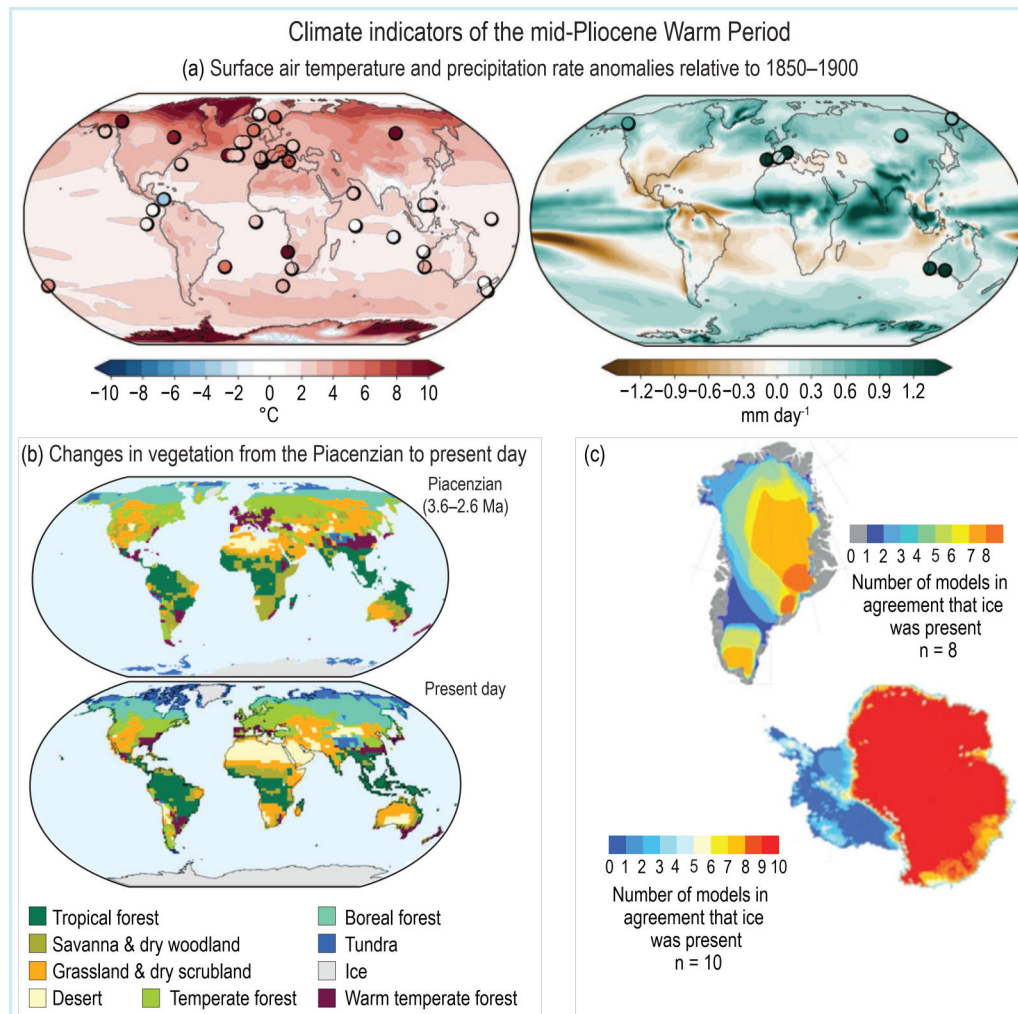 Climate indicators of the mid-Pliocene Warm Period
(a) Surface air temperature and precipitation rate anomalies relative to 1850–1900
−10 −8 −6 −4 −2 0 2 4 6 8 10
°C
−1.2 −0.9 −0.6 −0.3 0.0 0.3 0.6 0.9 1.2
mm day⁻¹
(b) Changes in vegetation from the Piacenzian to present day
Piacenzian
(3.6–2.6 Ma)
Present day
Tropical forest
Boreal forest
Savanna & dry woodland
Tundra
Grassland & dry scrubland
Ice
Desert
Temperate forest
Warm temperate forest
(c)
0 1 2 3 4 5 6 7 8
Number of models in
agreement that ice
was present
n = 8
0 1 2 3 4 5 6 7 8 9 10
Number of models in
agreement that ice
was present
n = 10